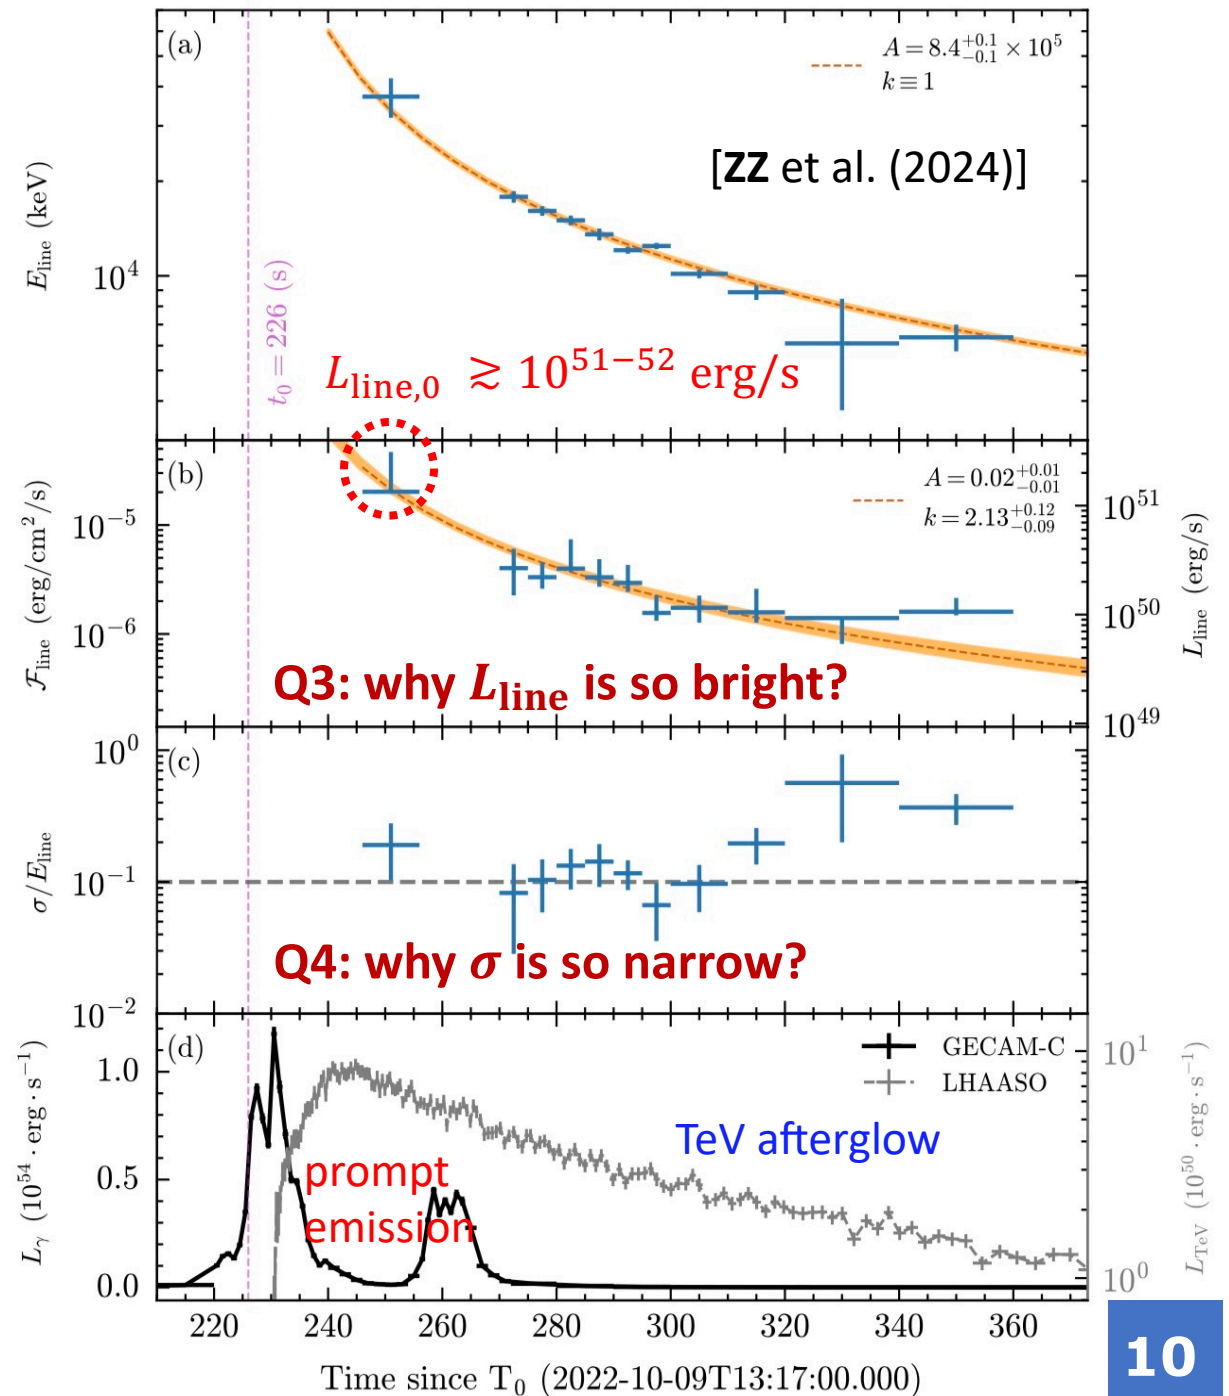 (a)
A = 8.4^{+0.1}_{-0.1} × 10^5
k ≡ 1
[ZZ et al. (2024)]
E_line (keV)
10^4
t_0 = 226 (s)
L_line,0 ≳ 10^{51−52} erg/s
(b)
A = 0.02^{+0.01}_{-0.01}
k = 2.13^{+0.12}_{-0.09}
F_line (erg/cm^2/s)
10^{-5}
10^{-6}
10^{51}
10^{50}
10^{49}
L_line (erg/s)
Q3: why L_line is so bright?
(c)
σ/E_line
10^0
10^{-1}
10^{-2}
Q4: why σ is so narrow?
(d)
GECAM-C
LHAASO
L_γ (10^{54} · erg · s^{-1})
1.0
0.5
0.0
prompt
emission
TeV afterglow
10^1
10^0
L_TeV (10^{50} · erg · s^{-1})
220 240 260 280 300 320 340 360
Time since T_0 (2022-10-09T13:17:00.000)
10